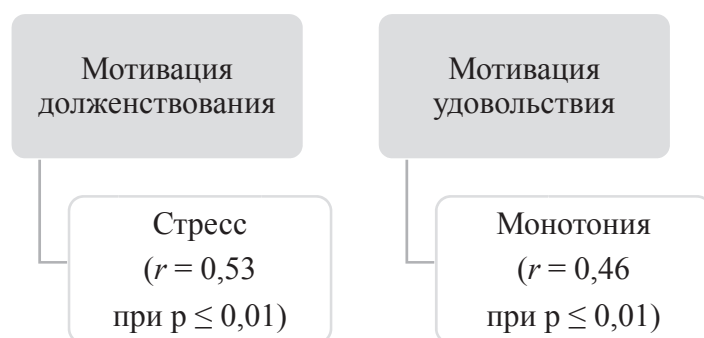 Мотивация
долженствования
Мотивация
удовольствия
Стресс
(r = 0,53
при p ≤ 0,01)
Монотония
(r = 0,46
при p ≤ 0,01)